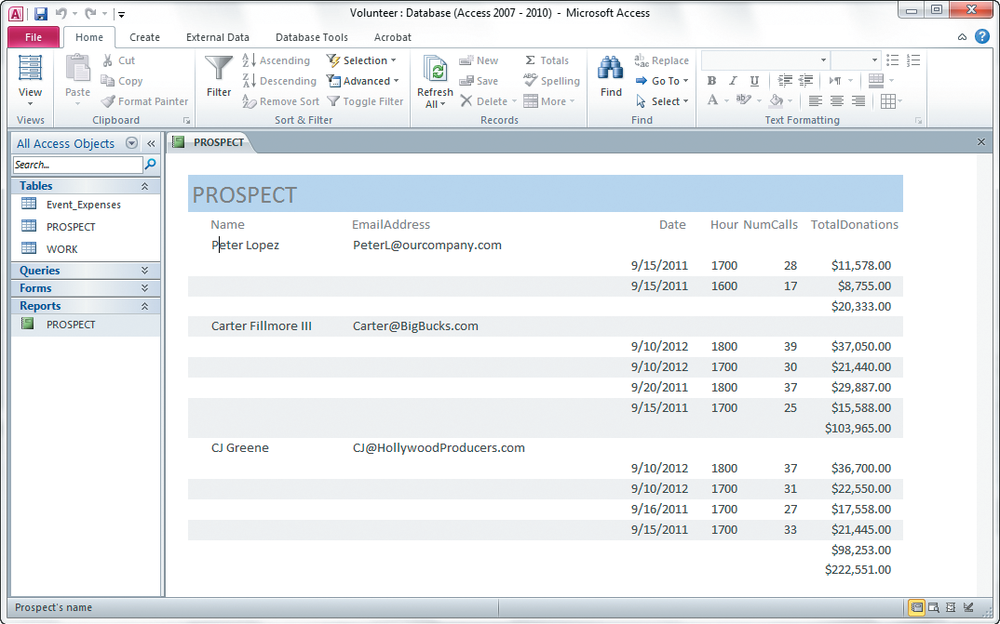 Volunteer : Database (Access 2007 - 2010) - Microsoft Access
File Home Create External Data Database Tools Acrobat
View
Views
Paste
Cut
Copy
Format Painter
Clipboard
Filter
Ascending
Descending
Remove Sort
Selection
Advanced
Toggle Filter
Sort & Filter
Refresh
All
New
Save
Delete
Totals
Spelling
More
Records
Find
Replace
Go To
Select
Find
B I U
A
Text Formatting
All Access Objects
Search...
Tables
Event_Expenses
PROSPECT
WORK
Queries
Forms
Reports
PROSPECT
PROSPECT
PROSPECT
Name EmailAddress Date Hour NumCalls TotalDonations
Peter Lopez PeterL@ourcompany.com
9/15/2011 1700 28 $11,578.00
9/15/2011 1600 17 $8,755.00
$20,333.00
Carter Fillmore III Carter@BigBucks.com
9/10/2012 1800 39 $37,050.00
9/10/2012 1700 30 $21,440.00
9/20/2011 1800 37 $29,887.00
9/15/2011 1700 25 $15,588.00
$103,965.00
CJ Greene CJ@HollywoodProducers.com
9/10/2012 1800 37 $36,700.00
9/10/2012 1700 31 $22,550.00
9/16/2011 1700 27 $17,558.00
9/15/2011 1700 33 $21,445.00
$98,253.00
$222,551.00
Prospect's name